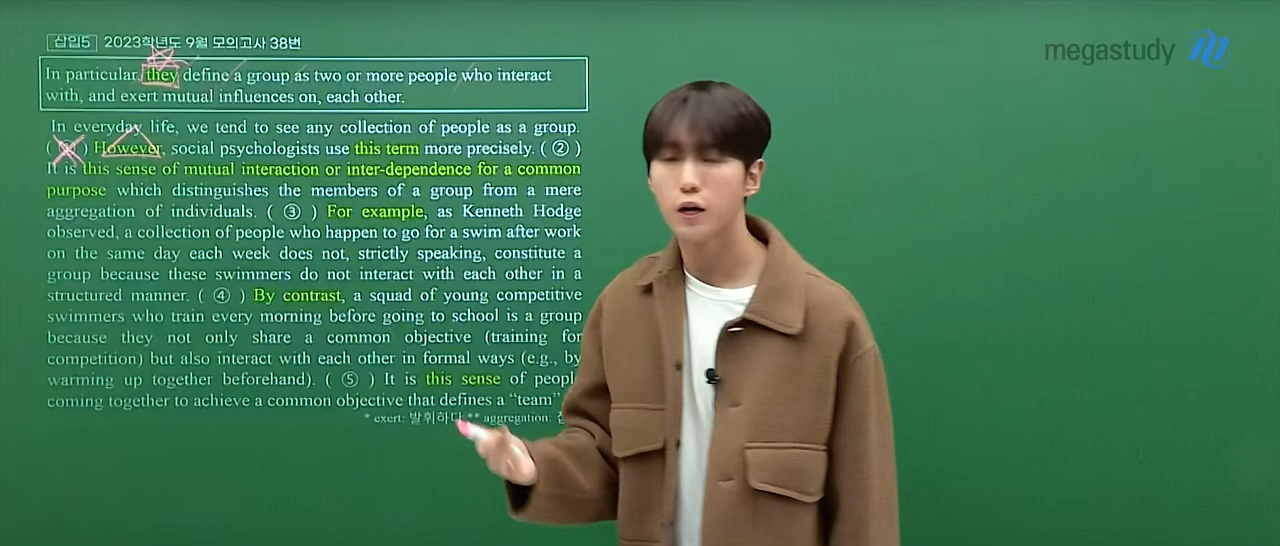 삽입5 2023학년도 9월 모의고사 38번
megastudy
In particular, they define a group as two or more people who interact
with, and exert mutual influences on, each other.
In everyday life, we tend to see any collection of people as a group.
( ① ) However, social psychologists use this term more precisely. ( ② )
It is this sense of mutual interaction or inter-dependence for a common
purpose which distinguishes the members of a group from a mere
aggregation of individuals. ( ③ ) For example, as Kenneth Hodge
observed, a collection of people who happen to go for a swim after work
on the same day each week does not, strictly speaking, constitute a
group because these swimmers do not interact with each other in a
structured manner. ( ④ ) By contrast, a squad of young competitive
swimmers who train every morning before going to school is a group
because they not only share a common objective (training for
competition) but also interact with each other in formal ways (e.g., by
warming up together beforehand). ( ⑤ ) It is this sense of people
coming together to achieve a common objective that defines a “team”
* exert: 발휘하다 ** aggregation: